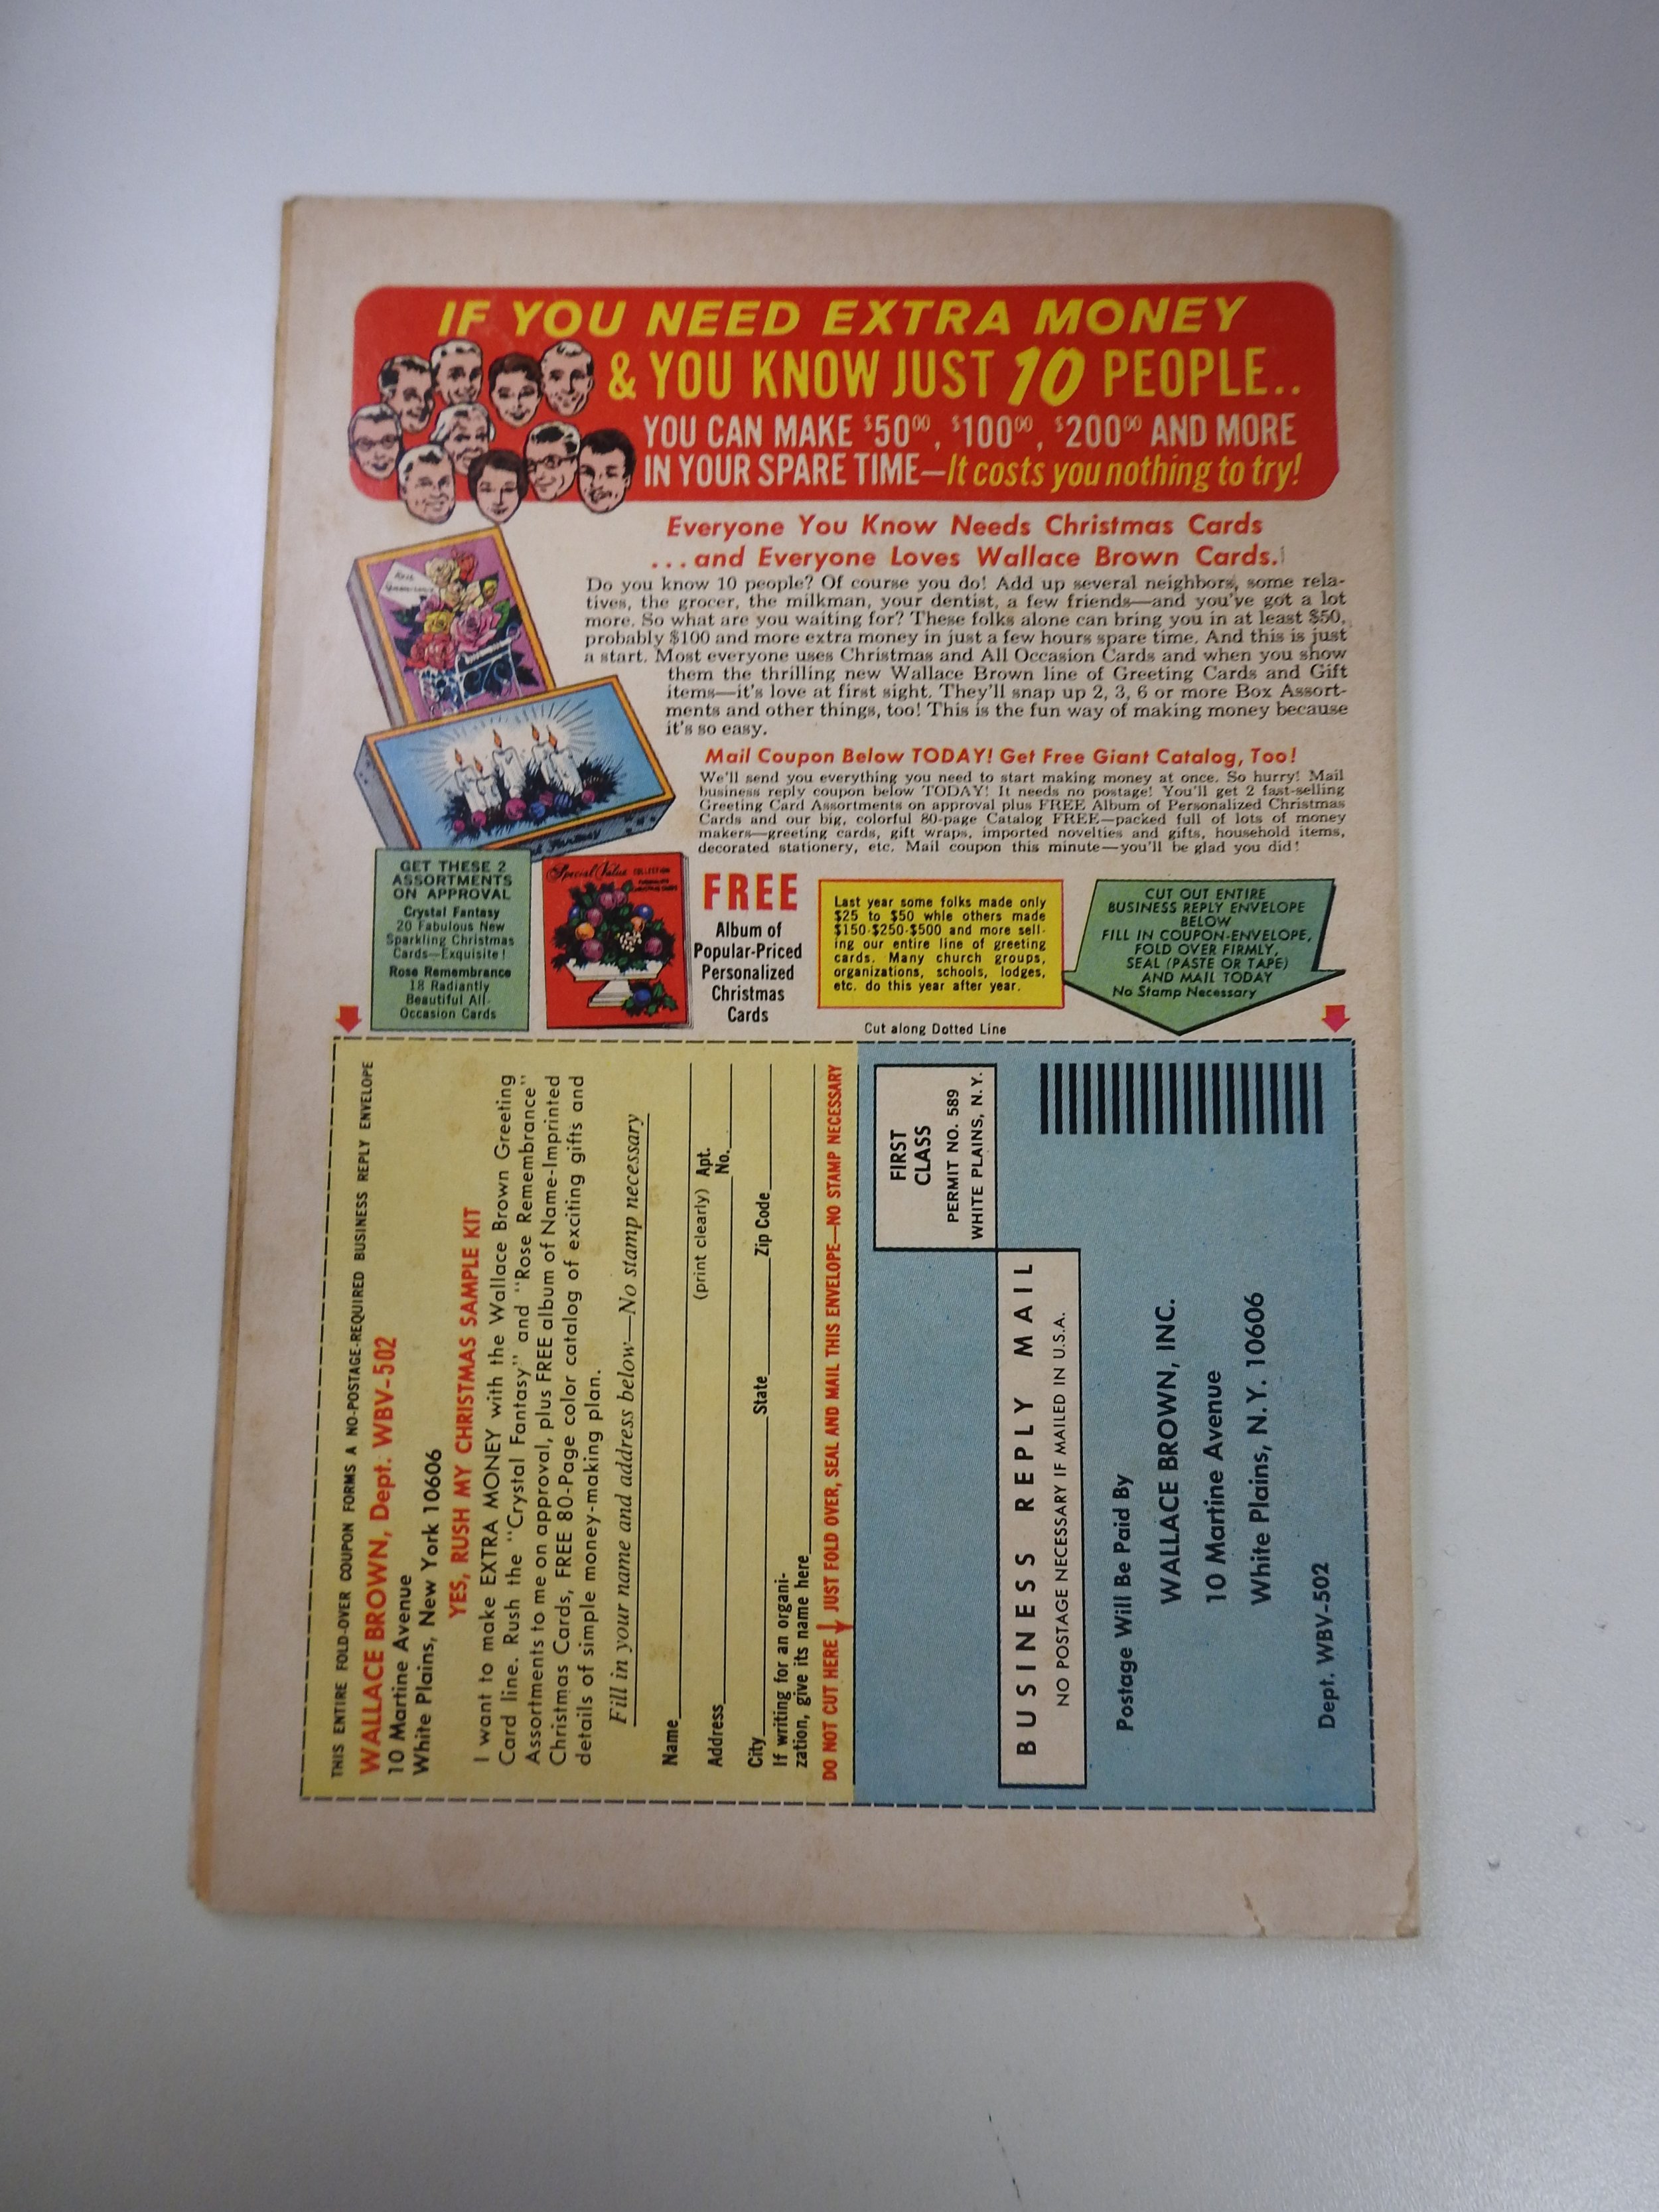 IF YOU NEED EXTRA MONEY
& YOU KNOW JUST 10 PEOPLE..
YOU CAN MAKE $50⁰⁰, $100⁰⁰, $200⁰⁰ AND MORE
IN YOUR SPARE TIME—It costs you nothing to try!
Everyone You Know Needs Christmas Cards
...and Everyone Loves Wallace Brown Cards.
Do you know 10 people? Of course you do! Add up several neighbors, some rela-
tives, the grocer, the milkman, your dentist, a few friends—and you've got a lot
more. So what are you waiting for? These folks alone can bring you in at least $50,
probably $100 and more extra money in just a few hours spare time. And this is just
a start. Most everyone uses Christmas and All Occasion Cards and when you show
them the thrilling new Wallace Brown line of Greeting Cards and Gift
items—it's love at first sight. They'll snap up 2, 3, 6 or more Box Assort-
ments and other things, too! This is the fun way of making money because
it's so easy.
Mail Coupon Below TODAY! Get Free Giant Catalog, Too!
We'll send you everything you need to start making money at once. So hurry! Mail
business reply coupon below TODAY! It needs no postage! You'll get 2 fast-selling
Greeting Card Assortments on approval plus FREE Album of Personalized Christmas
Cards and our big, colorful 80-page Catalog FREE—packed full of lots of money
makers—greeting cards, gift wraps, imported novelties and gifts, household items,
decorated stationery, etc. Mail coupon this minute—you'll be glad you did!
GET THESE 2
ASSORTMENTS
ON APPROVAL
Crystal Fantasy
20 Fabulous New
Sparkling Christmas
Cards—Exquisite!
Rose Remembrance
18 Radiantly
Beautiful All-
Occasion Cards
Special Value COLLECTION
FREE
Album of
Popular-Priced
Personalized
Christmas
Cards
Last year some folks made only
$25 to $50 whle others made
$150-$250-$500 and more sell-
ing our entire line of greeting
cards. Many church groups,
organizations, schools, lodges,
etc. do this year after year.
CUT OUT ENTIRE
BUSINESS REPLY ENVELOPE
BELOW
FILL IN COUPON-ENVELOPE,
FOLD OVER FIRMLY,
SEAL (PASTE OR TAPE)
AND MAIL TODAY
No Stamp Necessary
Cut along Dotted Line
THIS ENTIRE FOLD-OVER COUPON FORMS A NO-POSTAGE-REQUIRED BUSINESS REPLY ENVELOPE
WALLACE BROWN, Dept. WBV-502
10 Martine Avenue
White Plains, New York 10606
YES, RUSH MY CHRISTMAS SAMPLE KIT
I want to make EXTRA MONEY with the Wallace Brown Greeting
Card line. Rush the "Crystal Fantasy" and "Rose Remembrance"
Assortments to me on approval, plus FREE album of Name-Imprinted
Christmas Cards, FREE 80-Page color catalog of exciting gifts and
details of simple money-making plan.
Fill in your name and address below—No stamp necessary
Name
(print clearly)
Address Apt. No.
City State Zip Code
If writing for an organi-
zation, give its name here
DO NOT CUT HERE JUST FOLD OVER, SEAL AND MAIL THIS ENVELOPE—NO STAMP NECESSARY
FIRST
CLASS
PERMIT NO. 589
WHITE PLAINS, N.Y.
BUSINESS REPLY MAIL
NO POSTAGE NECESSARY IF MAILED IN U.S.A.
Postage Will Be Paid By
WALLACE BROWN, INC.
10 Martine Avenue
White Plains, N.Y. 10606
Dept. WBV-502